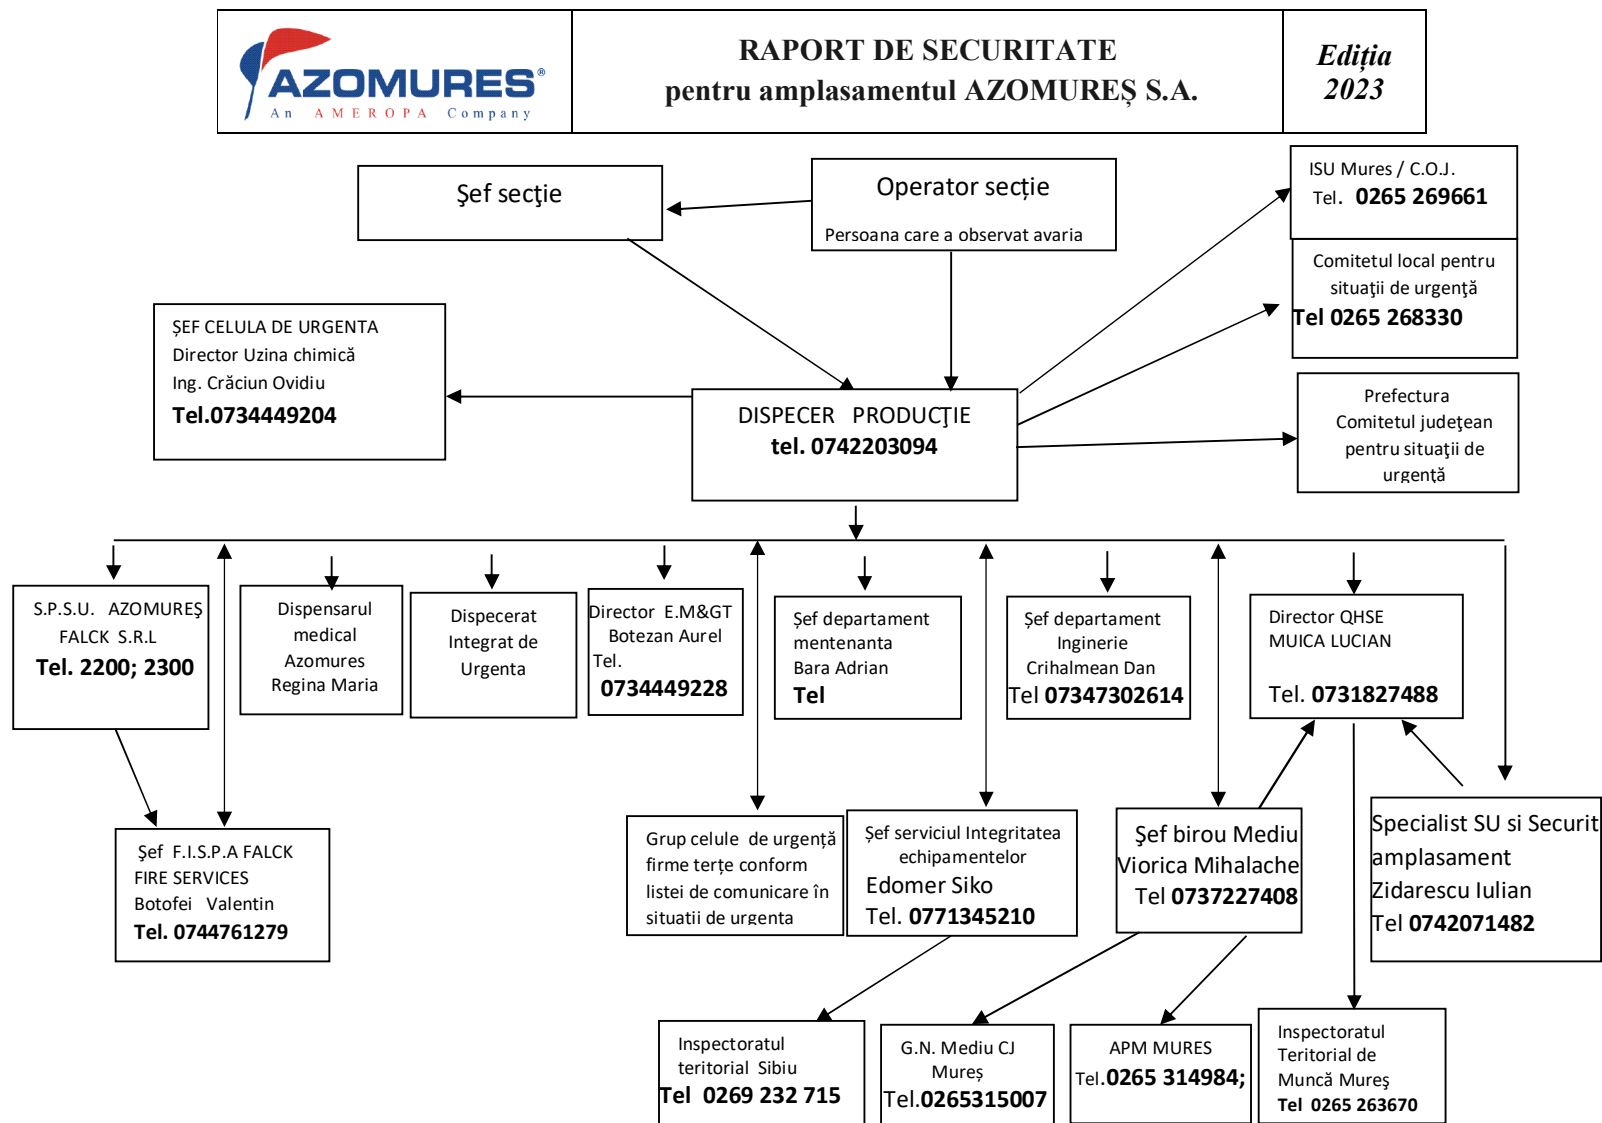 AZOMURES®
An AMEROPA Company
RAPORT DE SECURITATE
pentru amplasamentul AZOMUREȘ S.A.
Ediția
2023
Şef secţie
Operator secție
Persoana care a observat avaria
ISU Mures / C.O.J.
Tel. 0265 269661
Comitetul local pentru
situaţii de urgenţă
Tel 0265 268330
ȘEF CELULA DE URGENTA
Director Uzina chimică
Ing. Crăciun Ovidiu
Tel.0734449204
DISPECER PRODUCŢIE
tel. 0742203094
Prefectura
Comitetul judeţean
pentru situaţii de
urgenţă
S.P.S.U. AZOMUREŞ
FALCK S.R.L
Tel. 2200; 2300
Dispensarul
medical
Azomures
Regina Maria
Dispecerat
Integrat de
Urgenta
Director E.M&GT
Botezan Aurel
Tel.
0734449228
Şef departament
mentenanta
Bara Adrian
Tel
Şef departament
Inginerie
Crihalmean Dan
Tel 07347302614
Director QHSE
MUICA LUCIAN
Tel. 0731827488
Şef F.I.S.P.A FALCK
FIRE SERVICES
Botofei Valentin
Tel. 0744761279
Grup celule de urgență
firme terțe conform
listei de comunicare în
situatii de urgenta
Şef serviciul Integritatea
echipamentelor
Edomer Siko
Tel. 0771345210
Şef birou Mediu
Viorica Mihalache
Tel 0737227408
Specialist SU si Securit
amplasament
Zidarescu Iulian
Tel 0742071482
Inspectoratul
teritorial Sibiu
Tel 0269 232 715
G.N. Mediu CJ
Mureș
Tel.0265315007
APM MURES
Tel.0265 314984;
Inspectoratul
Teritorial de
Muncă Mureş
Tel 0265 263670